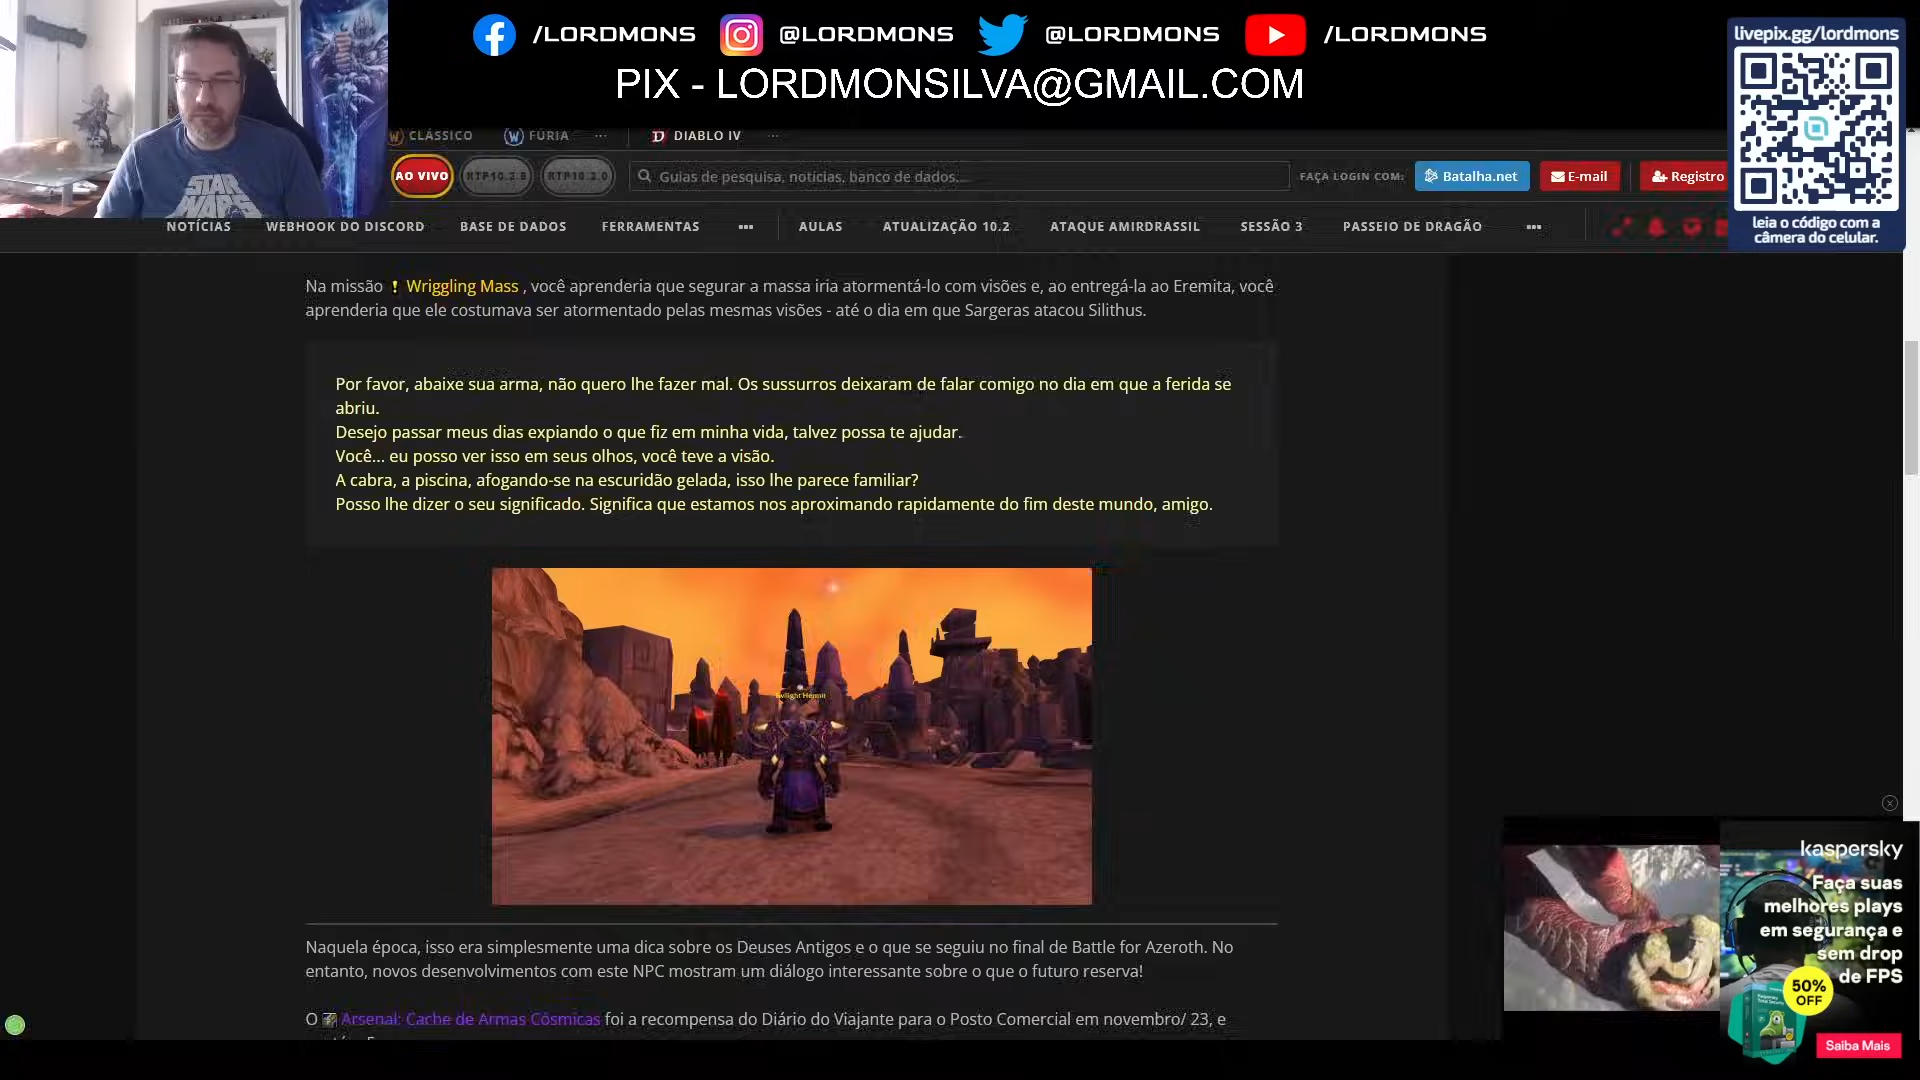 /LORDMONS
@LORDMONS
@LORDMONS
/LORDMONS
PIX - LORDMONSILVA@GMAIL.COM
livepix.gg/lordmons
leia o código com a
câmera do celular.
STAR
WARS
CLÁSSICO
FÚRIA
...
DIABLO IV
...
AO VIVO
RTP10.2.0
Guias de pesquisa, notícias, banco de dados...
FAÇA LOGIN COM:
Batalha.net
E-mail
Registro
NOTÍCIAS
WEBHOOK DO DISCORD
BASE DE DADOS
FERRAMENTAS
...
AULAS
ATUALIZAÇÃO 10.2
ATAQUE AMIRDRASSIL
SESSÃO 3
PASSEIO DE DRAGÃO
...
Na missão ! Wriggling Mass , você aprenderia que segurar a massa iria atormentá-lo com visões e, ao entregá-la ao Eremita, você
aprenderia que ele costumava ser atormentado pelas mesmas visões - até o dia em que Sargeras atacou Silithus.
Por favor, abaixe sua arma, não quero lhe fazer mal. Os sussurros deixaram de falar comigo no dia em que a ferida se
abriu.
Desejo passar meus dias expiando o que fiz em minha vida, talvez possa te ajudar.
Você... eu posso ver isso em seus olhos, você teve a visão.
A cabra, a piscina, afogando-se na escuridão gelada, isso lhe parece familiar?
Posso lhe dizer o seu significado. Significa que estamos nos aproximando rapidamente do fim deste mundo, amigo.
Twilight Hermit
Naquela época, isso era simplesmente uma dica sobre os Deuses Antigos e o que se seguiu no final de Battle for Azeroth. No
entanto, novos desenvolvimentos com este NPC mostram um diálogo interessante sobre o que o futuro reserva!
O Arsenal: Cache de Armas Cósmicas foi a recompensa do Diário do Viajante para o Posto Comercial em novembro/ 23, e
kaspersky
Faça suas
melhores plays
em segurança e
sem drop
de FPS
50%
OFF
Saiba Mais